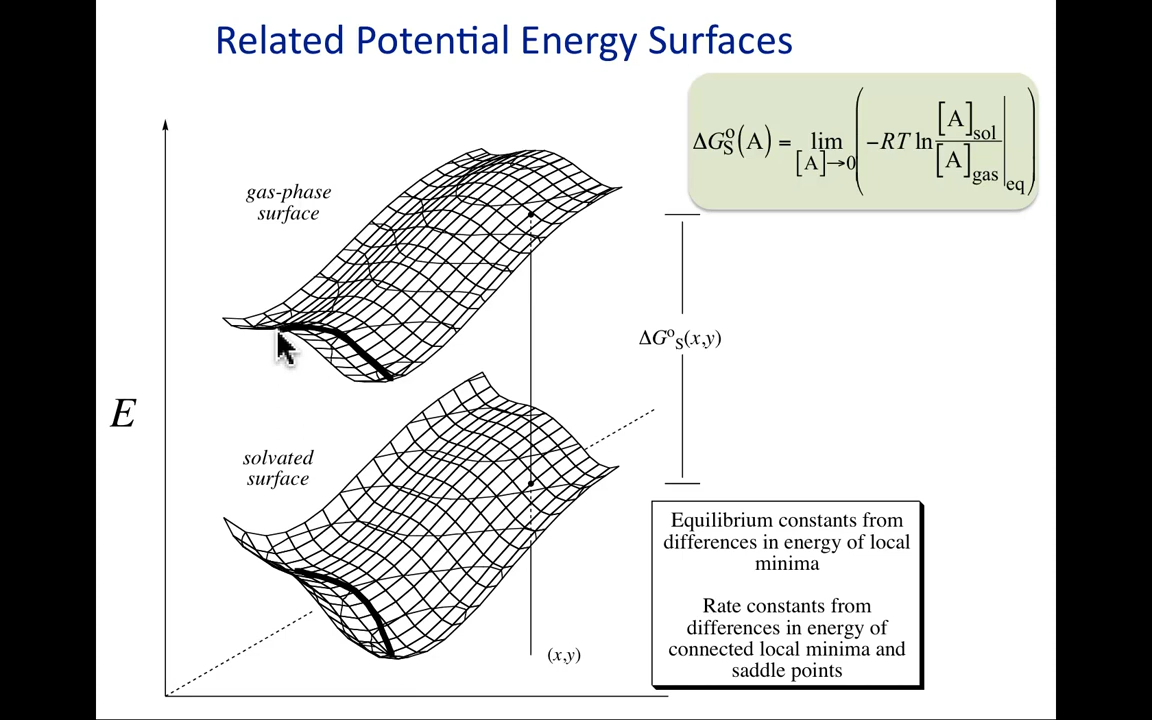 Related Potential Energy Surfaces
ΔG°S(A) = lim [A]→0 (−RT ln [A]sol / [A]gas |eq)
gas-phase
surface
ΔG°S(x,y)
E
solvated
surface
Equilibrium constants from
differences in energy of local
minima
Rate constants from
differences in energy of
connected local minima and
saddle points
(x,y)